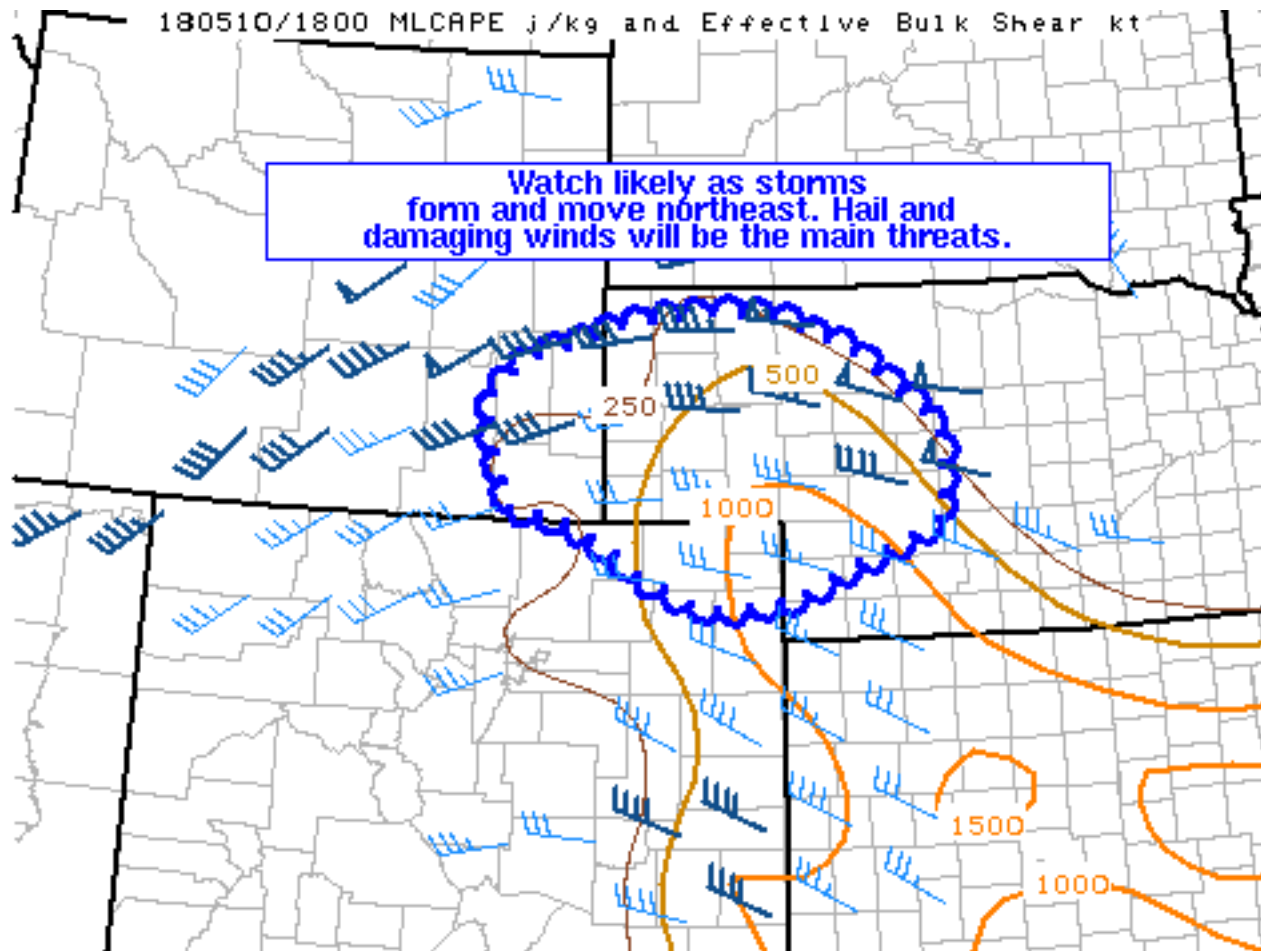 180510/1800 MLCAPE j/kg and Effective Bulk Shear kt
Watch likely as storms
form and move northeast. Hail and
damaging winds will be the main threats.
500
250
1000
1500
1000